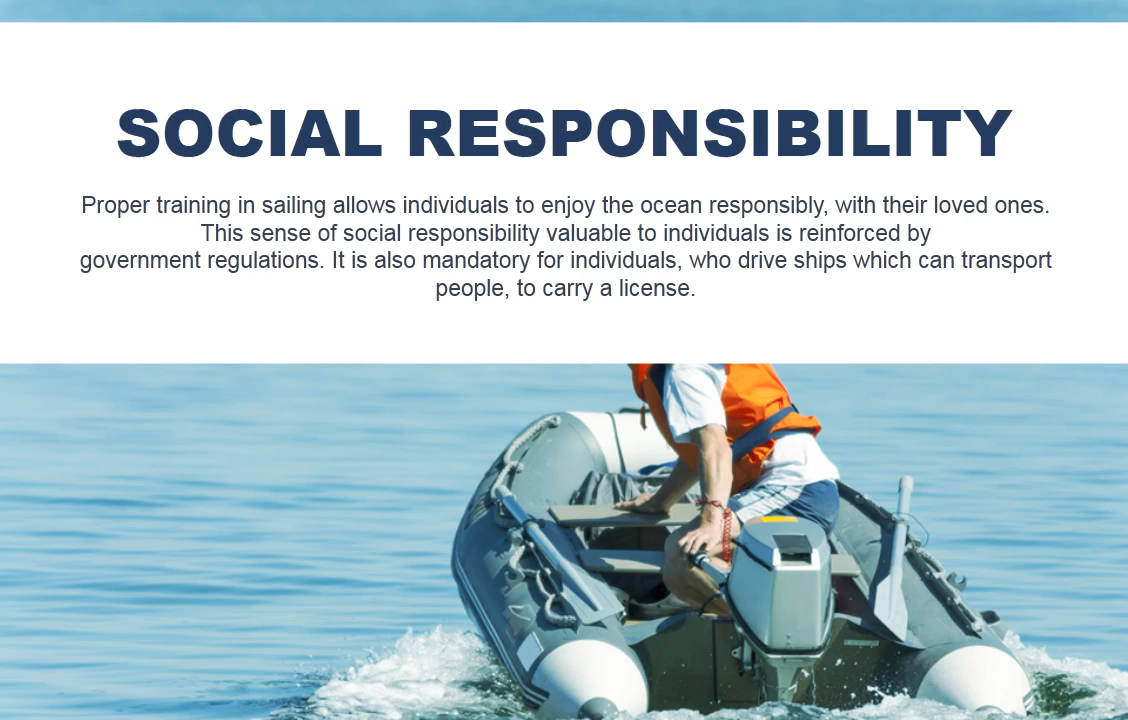 SOCIAL RESPONSIBILITY
Proper training in sailing allows individuals to enjoy the ocean responsibly, with their loved ones.
This sense of social responsibility valuable to individuals is reinforced by
government regulations. It is also mandatory for individuals, who drive ships which can transport
people, to carry a license.